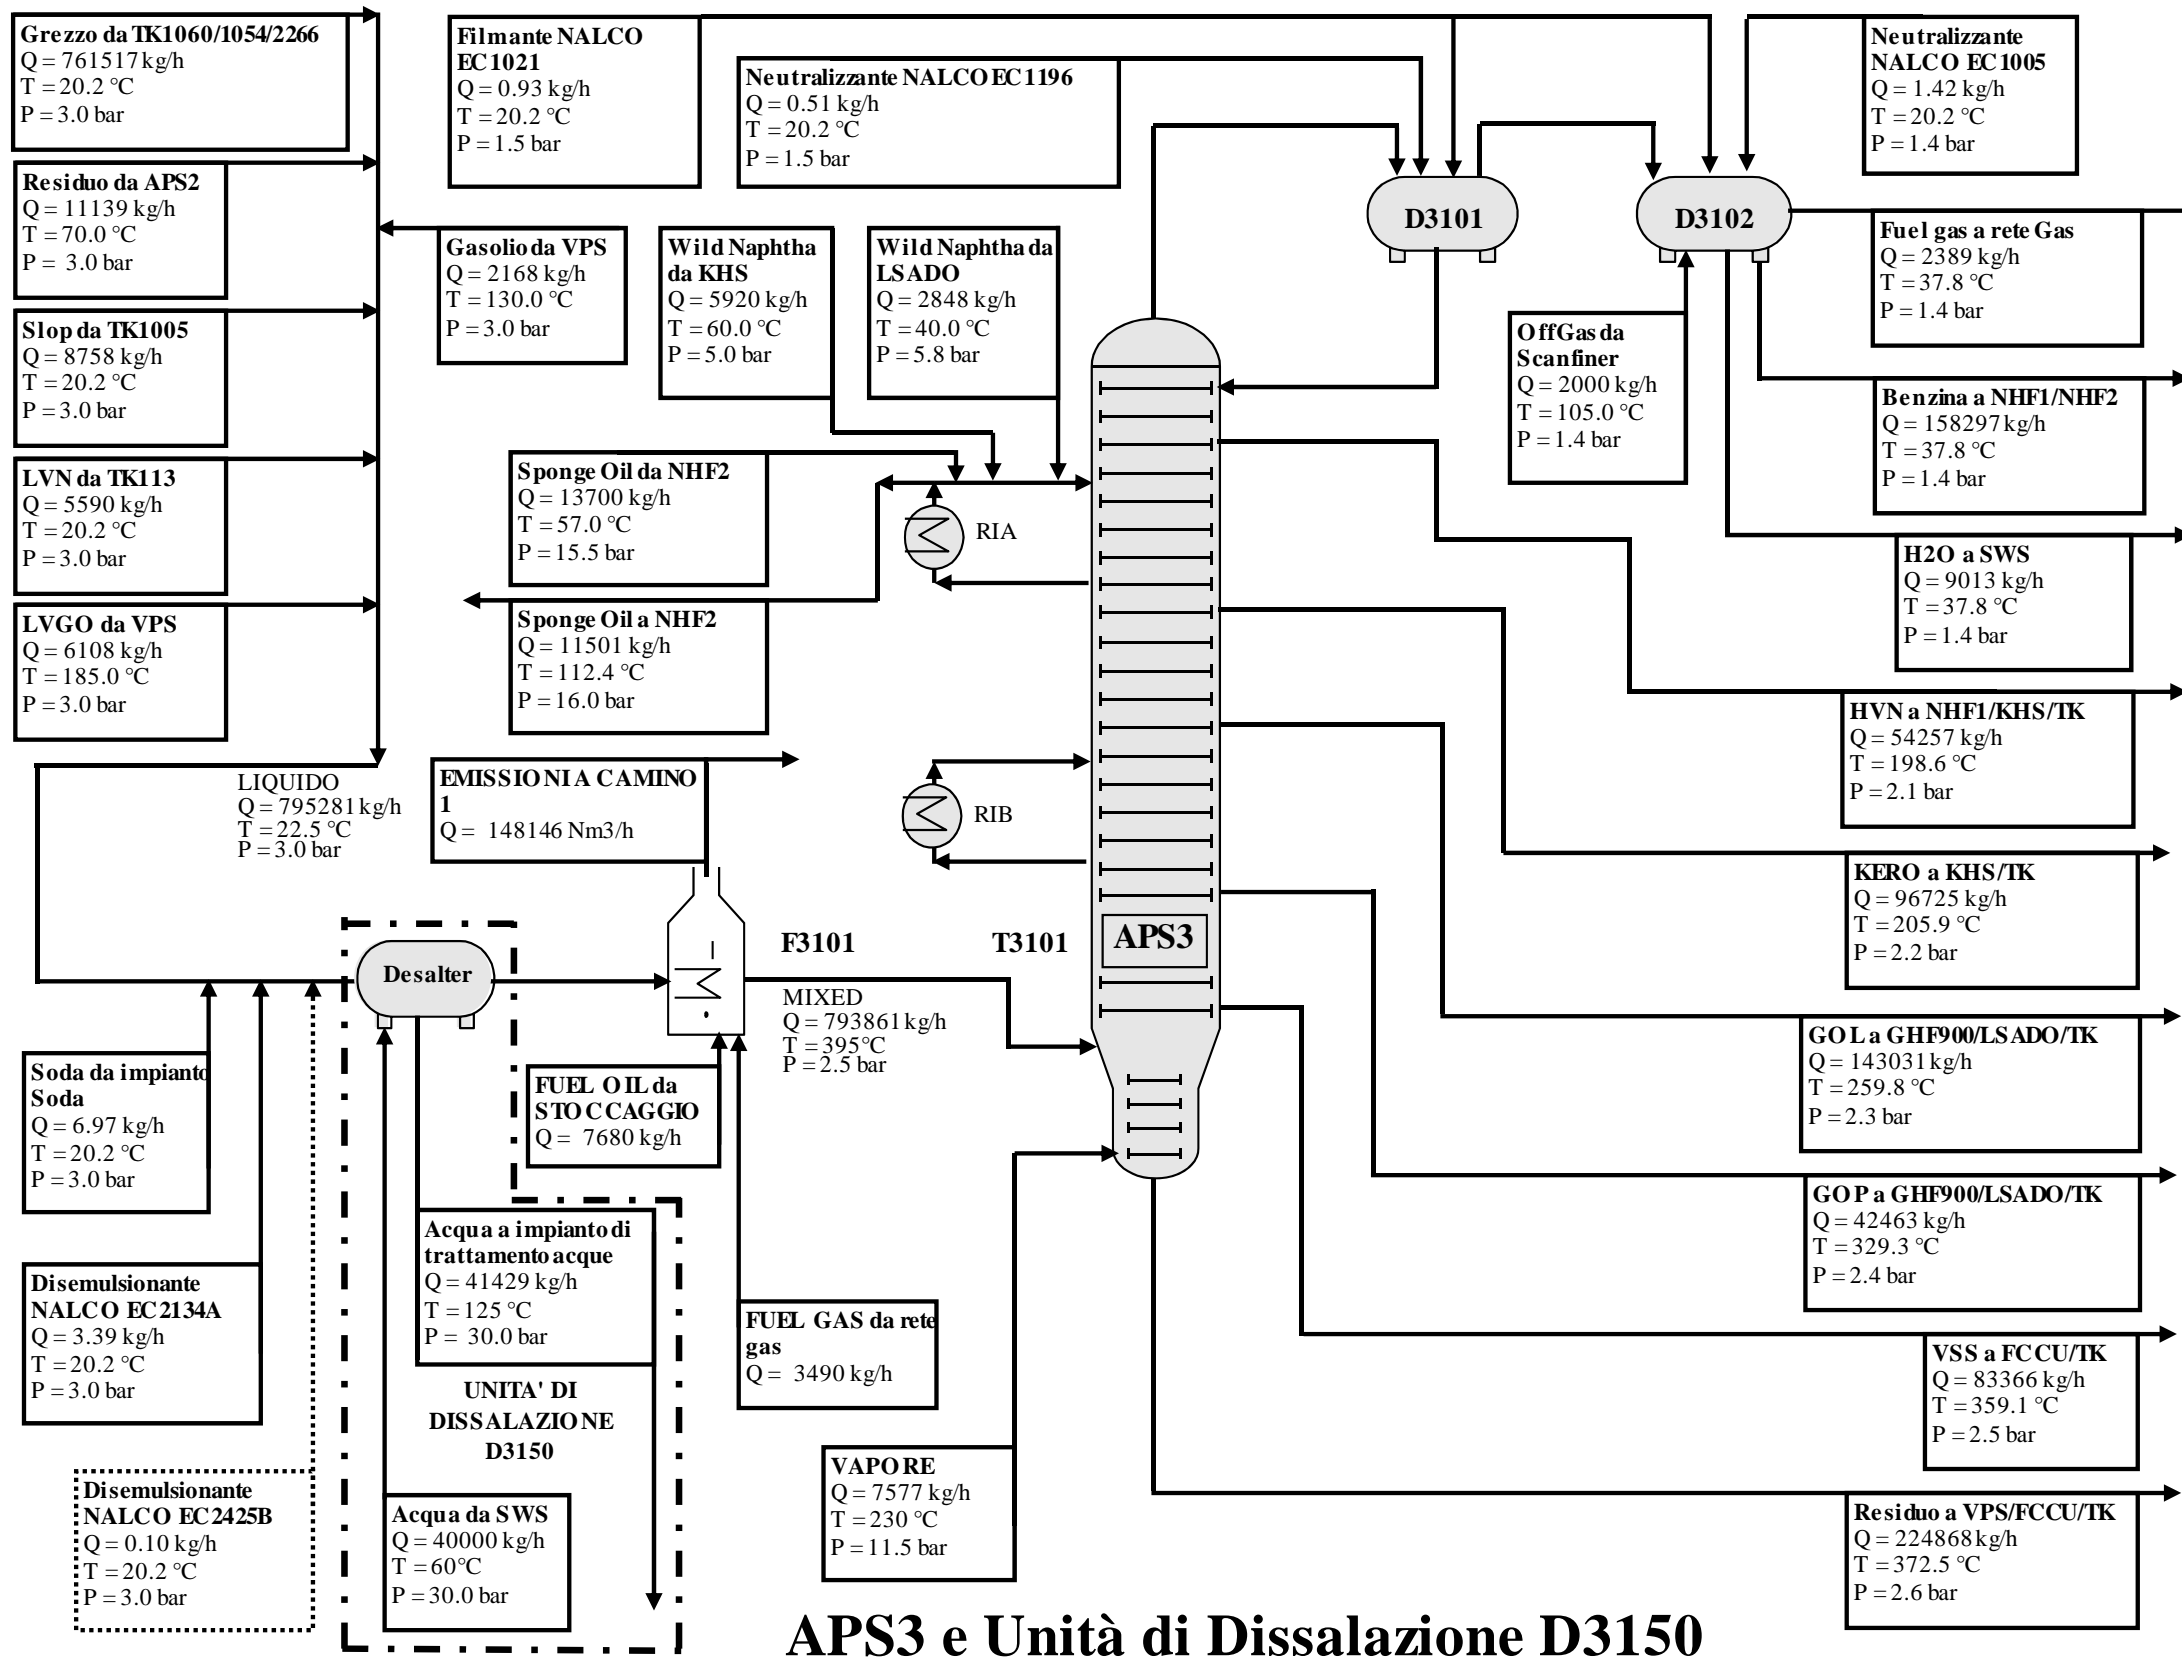 Grezzo da TK1060/1054/2266
Q = 761517 kg/h
T = 20.2 °C
P = 3.0 bar
Residuo da APS2
Q = 11139 kg/h
T = 70.0 °C
P = 3.0 bar
Slop da TK1005
Q = 8758 kg/h
T = 20.2 °C
P = 3.0 bar
LVN da TK113
Q = 5590 kg/h
T = 20.2 °C
P = 3.0 bar
LVGO da VPS
Q = 6108 kg/h
T = 185.0 °C
P = 3.0 bar
Filmante NALCO
EC1021
Q = 0.93 kg/h
T = 20.2 °C
P = 1.5 bar
Neutralizzante NALCO EC1196
Q = 0.51 kg/h
T = 20.2 °C
P = 1.5 bar
Neutralizzante
NALCO EC1005
Q = 1.42 kg/h
T = 20.2 °C
P = 1.4 bar
D3101
D3102
Gasolio da VPS
Q = 2168 kg/h
T = 130.0 °C
P = 3.0 bar
Wild Naphtha
da KHS
Q = 5920 kg/h
T = 60.0 °C
P = 5.0 bar
Wild Naphtha da
LSADO
Q = 2848 kg/h
T = 40.0 °C
P = 5.8 bar
OffGas da
Scanfiner
Q = 2000 kg/h
T = 105.0 °C
P = 1.4 bar
Fuel gas a rete Gas
Q = 2389 kg/h
T = 37.8 °C
P = 1.4 bar
Benzina a NHF1/NHF2
Q = 158297 kg/h
T = 37.8 °C
P = 1.4 bar
H2O a SWS
Q = 9013 kg/h
T = 37.8 °C
P = 1.4 bar
Sponge Oil da NHF2
Q = 13700 kg/h
T = 57.0 °C
P = 15.5 bar
RIA
Sponge Oil a NHF2
Q = 11501 kg/h
T = 112.4 °C
P = 16.0 bar
HVN a NHF1/KHS/TK
Q = 54257 kg/h
T = 198.6 °C
P = 2.1 bar
LIQUIDO
Q = 795281 kg/h
T = 22.5 °C
P = 3.0 bar
EMISSIONI A CAMINO
1
Q = 148146 Nm3/h
RIB
KERO a KHS/TK
Q = 96725 kg/h
T = 205.9 °C
P = 2.2 bar
Desalter
F3101
T3101
APS3
MIXED
Q = 793861 kg/h
T = 395°C
P = 2.5 bar
GOL a GHF900/LSADO/TK
Q = 143031 kg/h
T = 259.8 °C
P = 2.3 bar
Soda da impianto
Soda
Q = 6.97 kg/h
T = 20.2 °C
P = 3.0 bar
FUEL OIL da
STOCCAGGIO
Q = 7680 kg/h
GOP a GHF900/LSADO/TK
Q = 42463 kg/h
T = 329.3 °C
P = 2.4 bar
Disemulsionante
NALCO EC2134A
Q = 3.39 kg/h
T = 20.2 °C
P = 3.0 bar
Acqua a impianto di
trattamento acque
Q = 41429 kg/h
T = 125 °C
P = 30.0 bar
FUEL GAS da rete
gas
Q = 3490 kg/h
VSS a FCCU/TK
Q = 83366 kg/h
T = 359.1 °C
P = 2.5 bar
UNITA' DI
DISSALAZIONE
D3150
Disemulsionante
NALCO EC2425B
Q = 0.10 kg/h
T = 20.2 °C
P = 3.0 bar
Acqua da SWS
Q = 40000 kg/h
T = 60°C
P = 30.0 bar
VAPORE
Q = 7577 kg/h
T = 230 °C
P = 11.5 bar
Residuo a VPS/FCCU/TK
Q = 224868 kg/h
T = 372.5 °C
P = 2.6 bar
APS3 e Unità di Dissalazione D3150